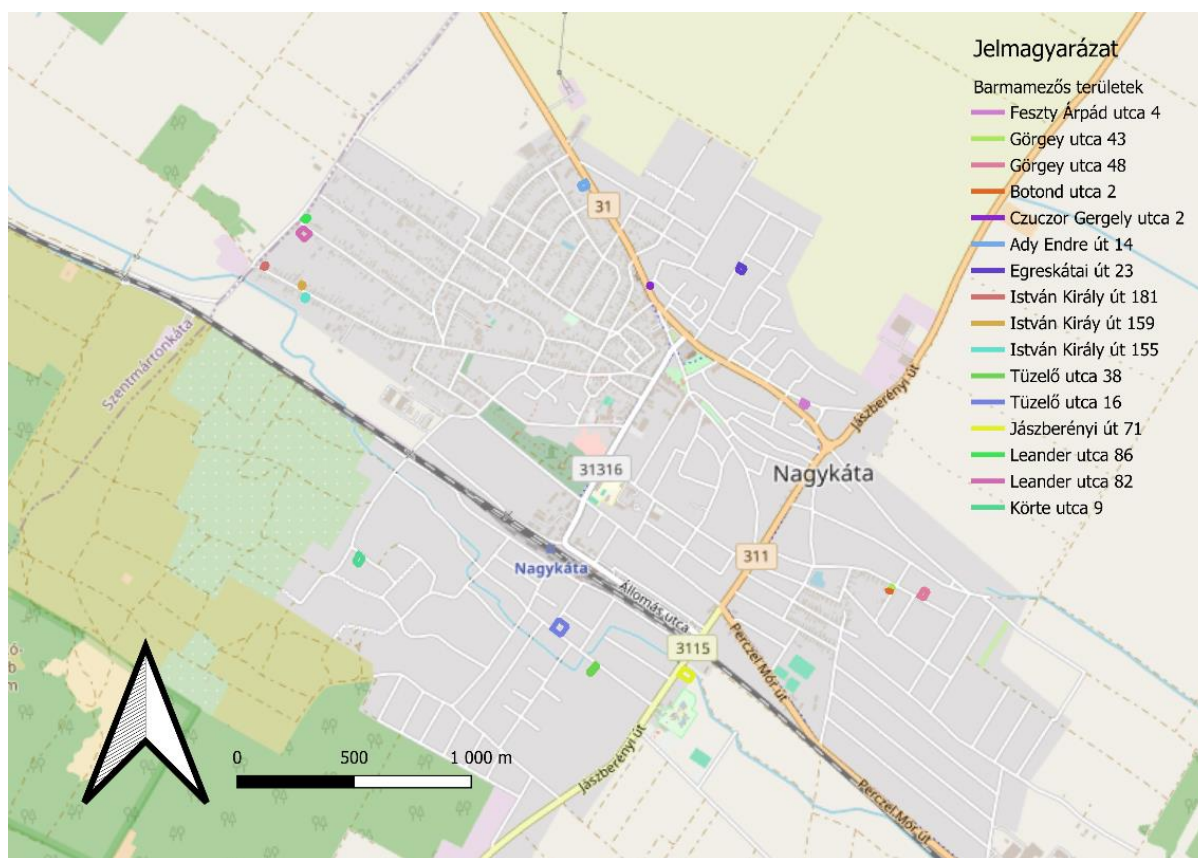 Jelmagyarázat
Barmamezős területek
Feszty Árpád utca 4
Görgey utca 43
Görgey utca 48
Botond utca 2
Czuczor Gergely utca 2
Ady Endre út 14
Egreskátai út 23
István Király út 181
István Kiráy út 159
István Király út 155
Tüzelő utca 38
Tüzelő utca 16
Jászberényi út 71
Leander utca 86
Leander utca 82
Körte utca 9
31
Szentmártonkáta
Jászberényi út
31316
Nagykáta
311
Nagykáta
Állomás utca
3115
Perczel Mór út
Jászberényi út
Perczel Mór út
0 500 1 000 m